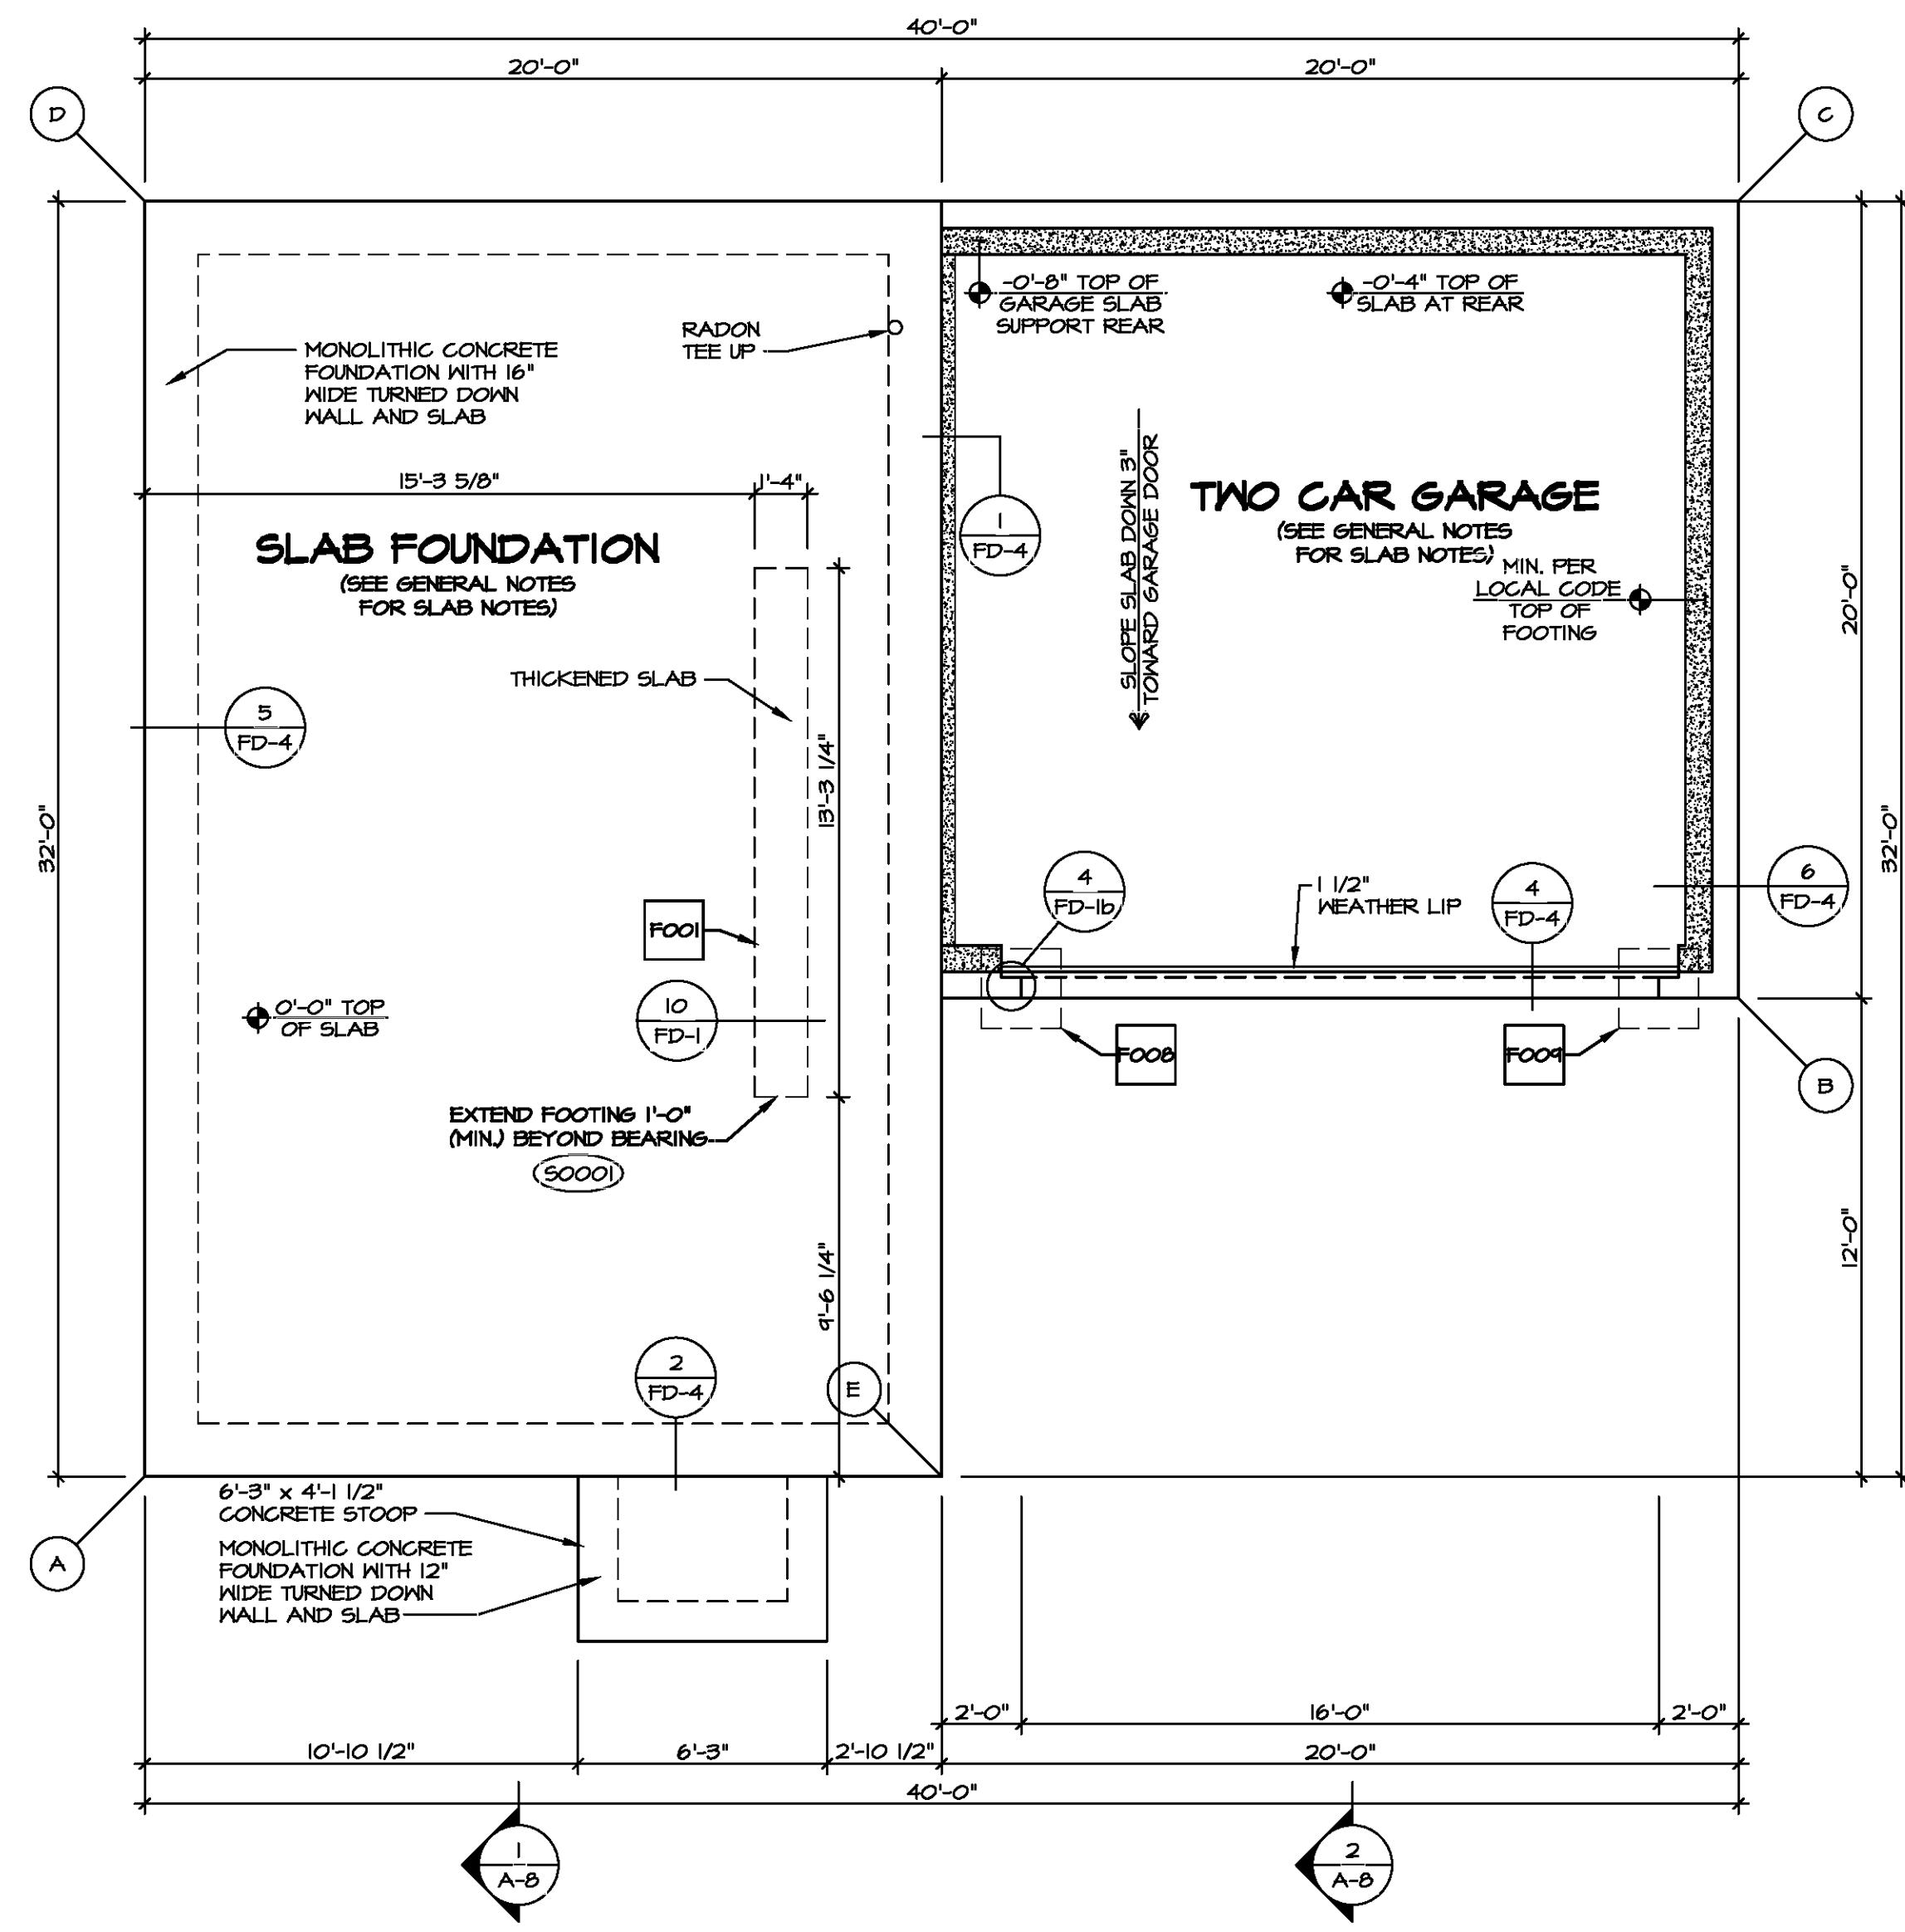 40'-0"
20'-0"
20'-0"
D
C
-0'-8" TOP OF
GARAGE SLAB
SUPPORT REAR
-0'-4" TOP OF
SLAB AT REAR
RADON
TEE UP
MONOLITHIC CONCRETE
FOUNDATION WITH 16"
WIDE TURNED DOWN
WALL AND SLAB
15'-3 5/8"
1'-4"
SLAB FOUNDATION
(SEE GENERAL NOTES
FOR SLAB NOTES)
1
FD-4
SLOPE SLAB DOWN 3"
TOWARD GARAGE DOOR
TWO CAR GARAGE
(SEE GENERAL NOTES
FOR SLAB NOTES)
MIN. PER
LOCAL CODE
TOP OF
FOOTING
20'-0"
THICKENED SLAB
5
FD-4
13'-3 1/4"
32'-0"
32'-0"
4
FD-1b
1 1/2"
WEATHER LIP
4
FD-4
6
FD-4
F001
0'-0" TOP
OF SLAB
10
FD-1
F008
F009
B
EXTEND FOOTING 1'-0"
(MIN.) BEYOND BEARING
S0001
9'-6 1/4"
12'-0"
2
FD-4
E
6'-3" x 4'-1 1/2"
CONCRETE STOOP
MONOLITHIC CONCRETE
FOUNDATION WITH 12"
WIDE TURNED DOWN
WALL AND SLAB
A
2'-0"
16'-0"
2'-0"
10'-10 1/2"
6'-3"
2'-10 1/2"
20'-0"
40'-0"
1
A-8
2
A-8